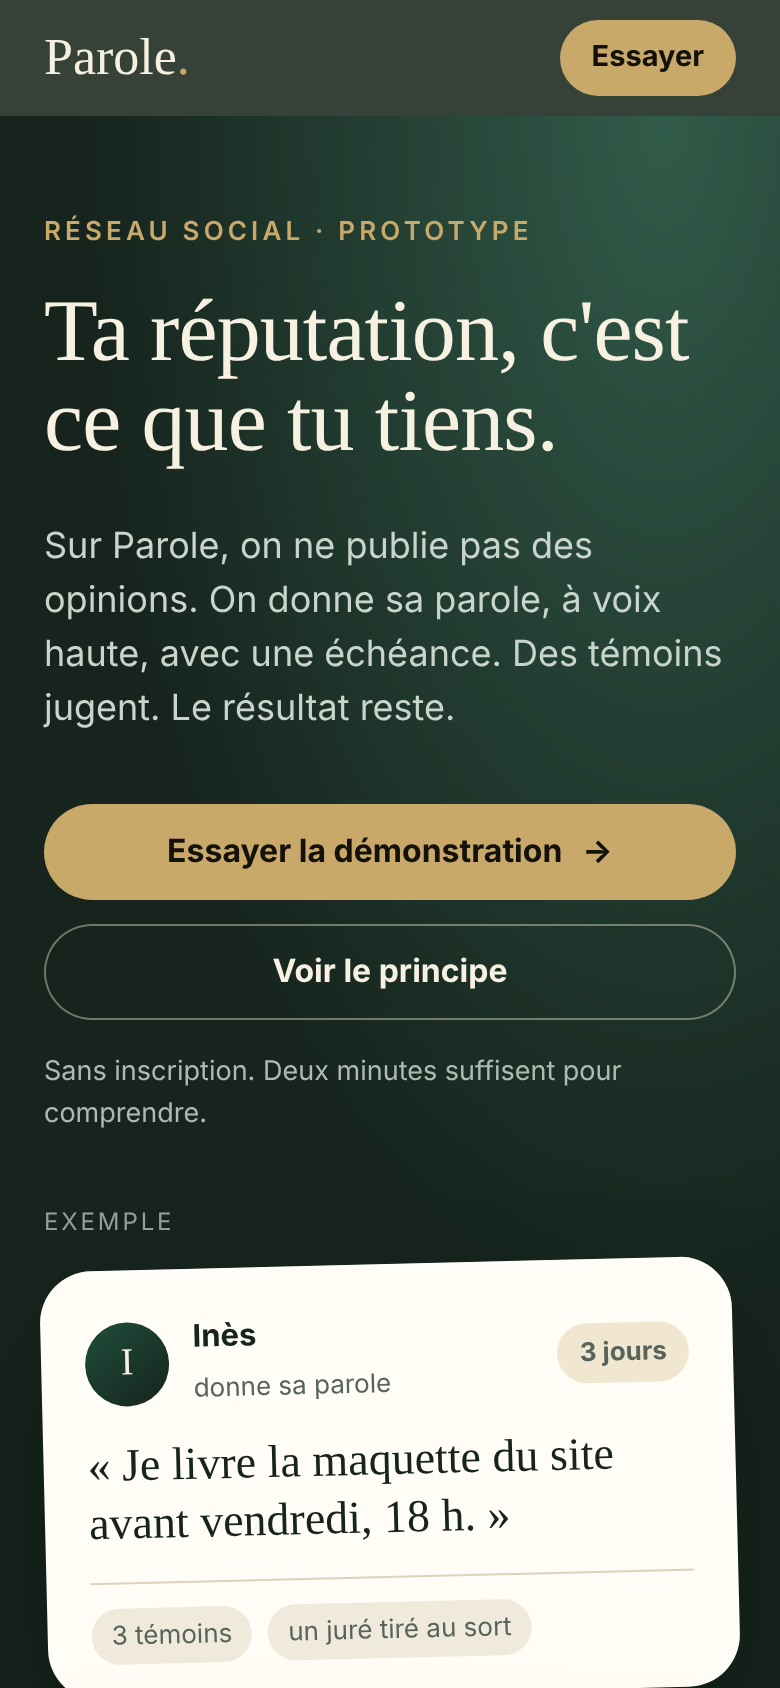 Parole.
Essayer
RÉSEAU SOCIAL · PROTOTYPE
Ta réputation, c'est
ce que tu tiens.
Sur Parole, on ne publie pas des
opinions. On donne sa parole, à voix
haute, avec une échéance. Des témoins
jugent. Le résultat reste.
Essayer la démonstration →
Voir le principe
Sans inscription. Deux minutes suffisent pour
comprendre.
EXEMPLE
I
Inès
donne sa parole
3 jours
« Je livre la maquette du site
avant vendredi, 18 h. »
3 témoins
un juré tiré au sort